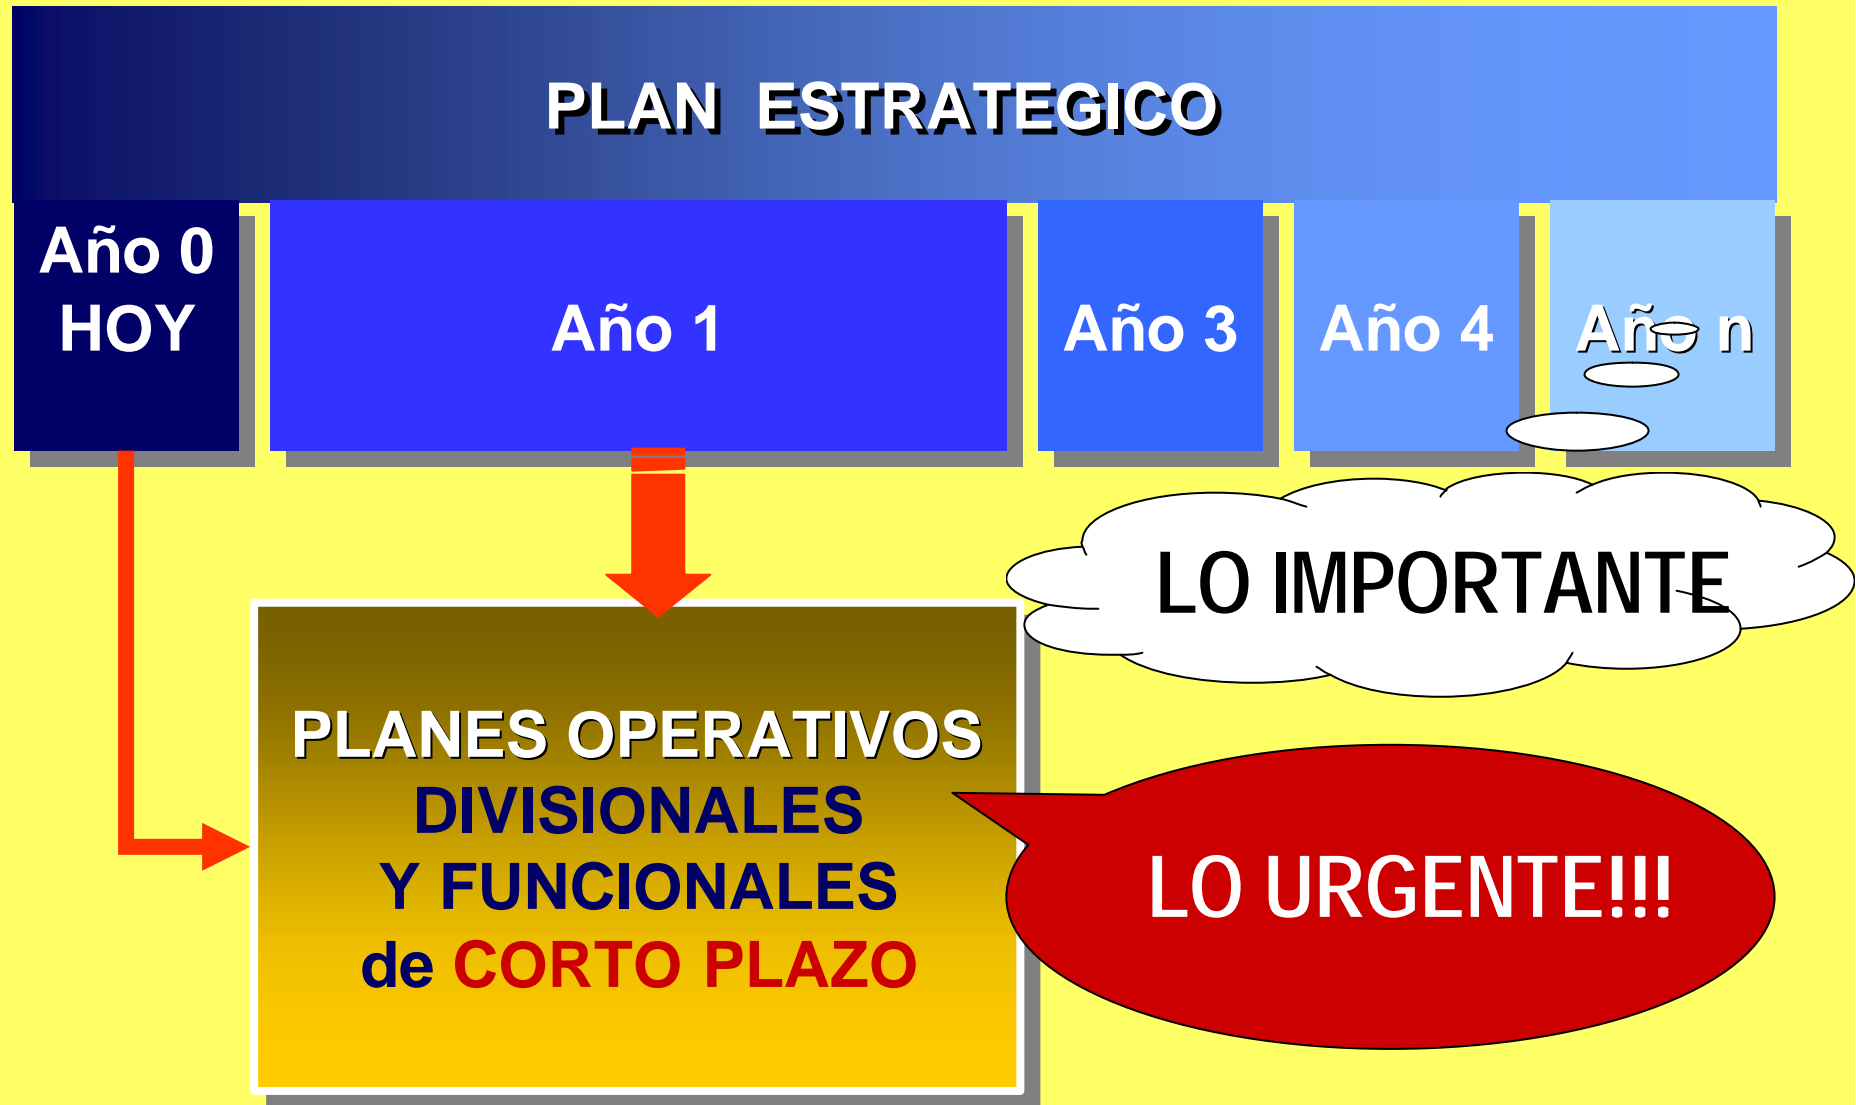 PLAN ESTRATEGICO
Año 0
HOY
Año 1
Año 3
Año 4
Año n
LO IMPORTANTE
PLANES OPERATIVOS
DIVISIONALES
Y FUNCIONALES
de CORTO PLAZO
LO URGENTE!!!